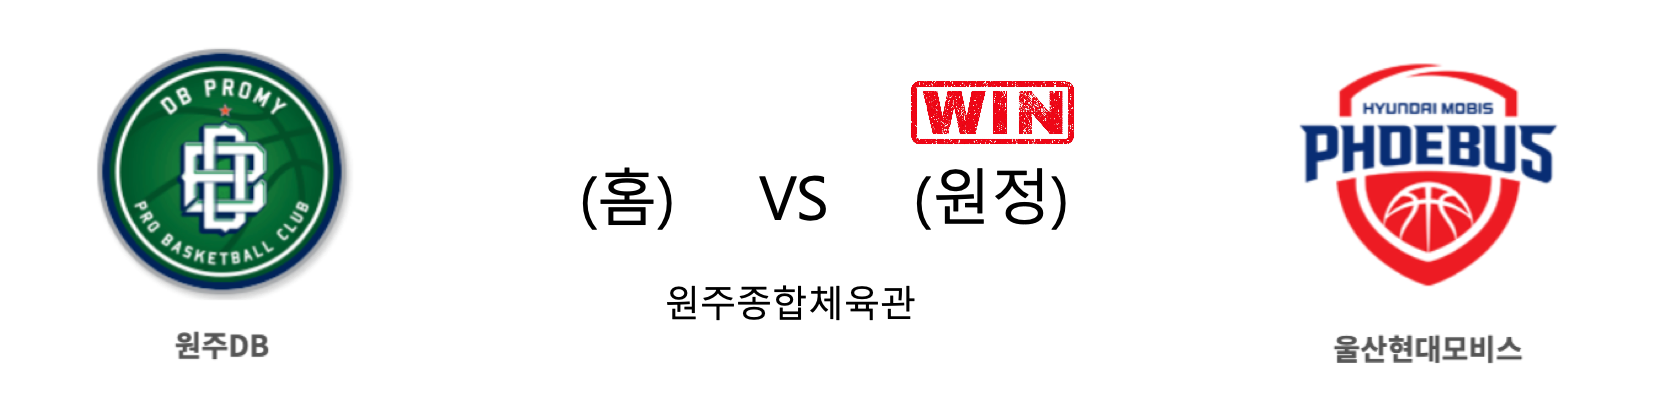 DB PROMY
DB
PRO BASKETBALL CLUB
원주DB
WIN
(홈) VS (원정)
원주종합체육관
HYUNDAI MOBIS
PHOEBUS
울산현대모비스